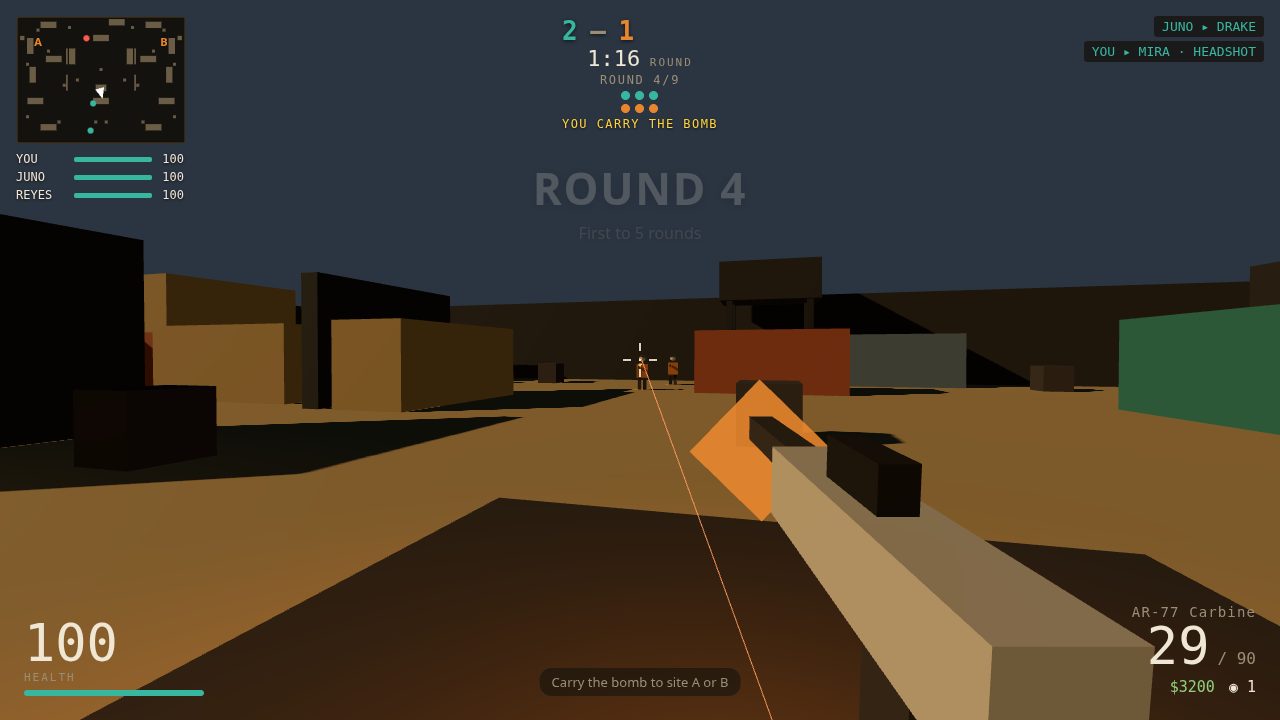 A
B
YOU 100
JUNO 100
REYES 100
2 — 1
1:16 ROUND
ROUND 4/9
YOU CARRY THE BOMB
ROUND 4
First to 5 rounds
JUNO ▸ DRAKE
YOU ▸ MIRA · HEADSHOT
100
HEALTH
Carry the bomb to site A or B
AR-77 Carbine
29 / 90
$3200 ◉ 1